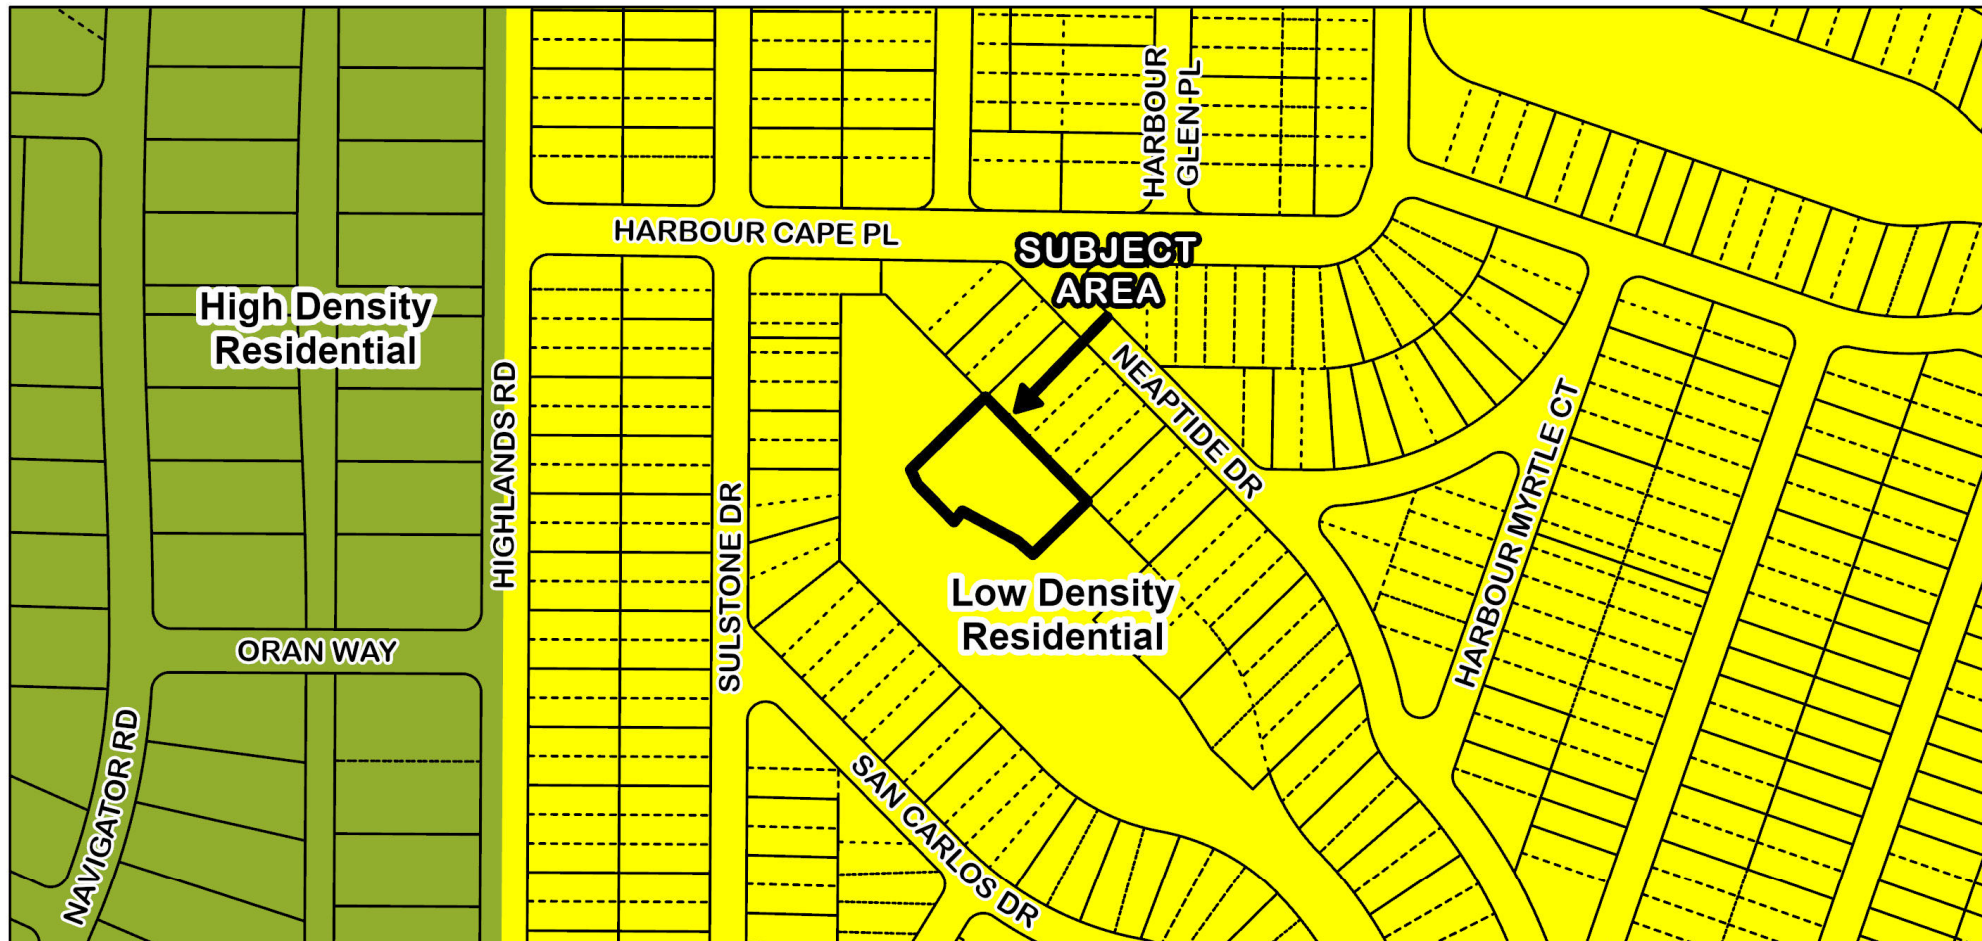 HARBOUR
GLEN PL
HARBOUR CAPE PL
SUBJECT
AREA
High Density
Residential
NEAPTIDE DR
HIGHLANDS RD
HARBOUR MYRTLE CT
SULSTONE DR
Low Density
Residential
ORAN WAY
NAVIGATOR RD
SAN CARLOS DR